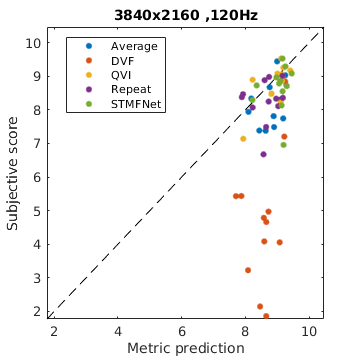 3840x2160 ,120Hz
Average
DVF
QVI
Repeat
STMFNet
Subjective score
10
9
8
7
6
5
4
3
2
2 4 6 8 10
Metric prediction